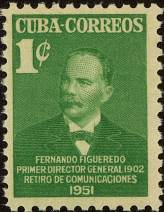 CUBA·CORREOS
1¢
FERNANDO FIGUEREDO
PRIMER DIRECTOR GENERAL 1902
RETIRO DE COMUNICACIONES
1951